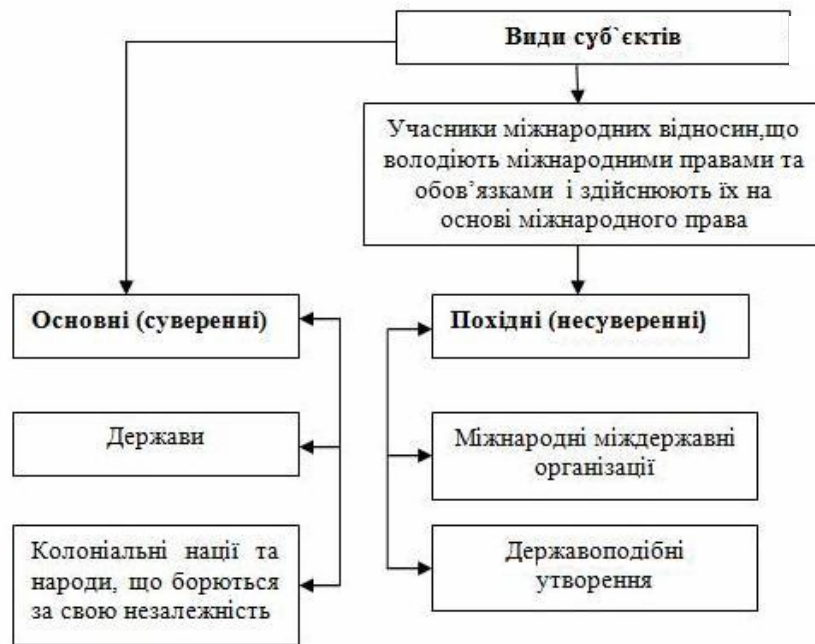 Види суб`єктів
Учасники міжнародних відносин,що
володіють міжнародними правами та
обов’язками і здійснюють їх на
основі міжнародного права
Основні (суверенні)
Похідні (несуверенні)
Держави
Міжнародні міждержавні
організації
Колоніальні нації та
народи, що борються
за свою незалежність
Державоподібні
утворення